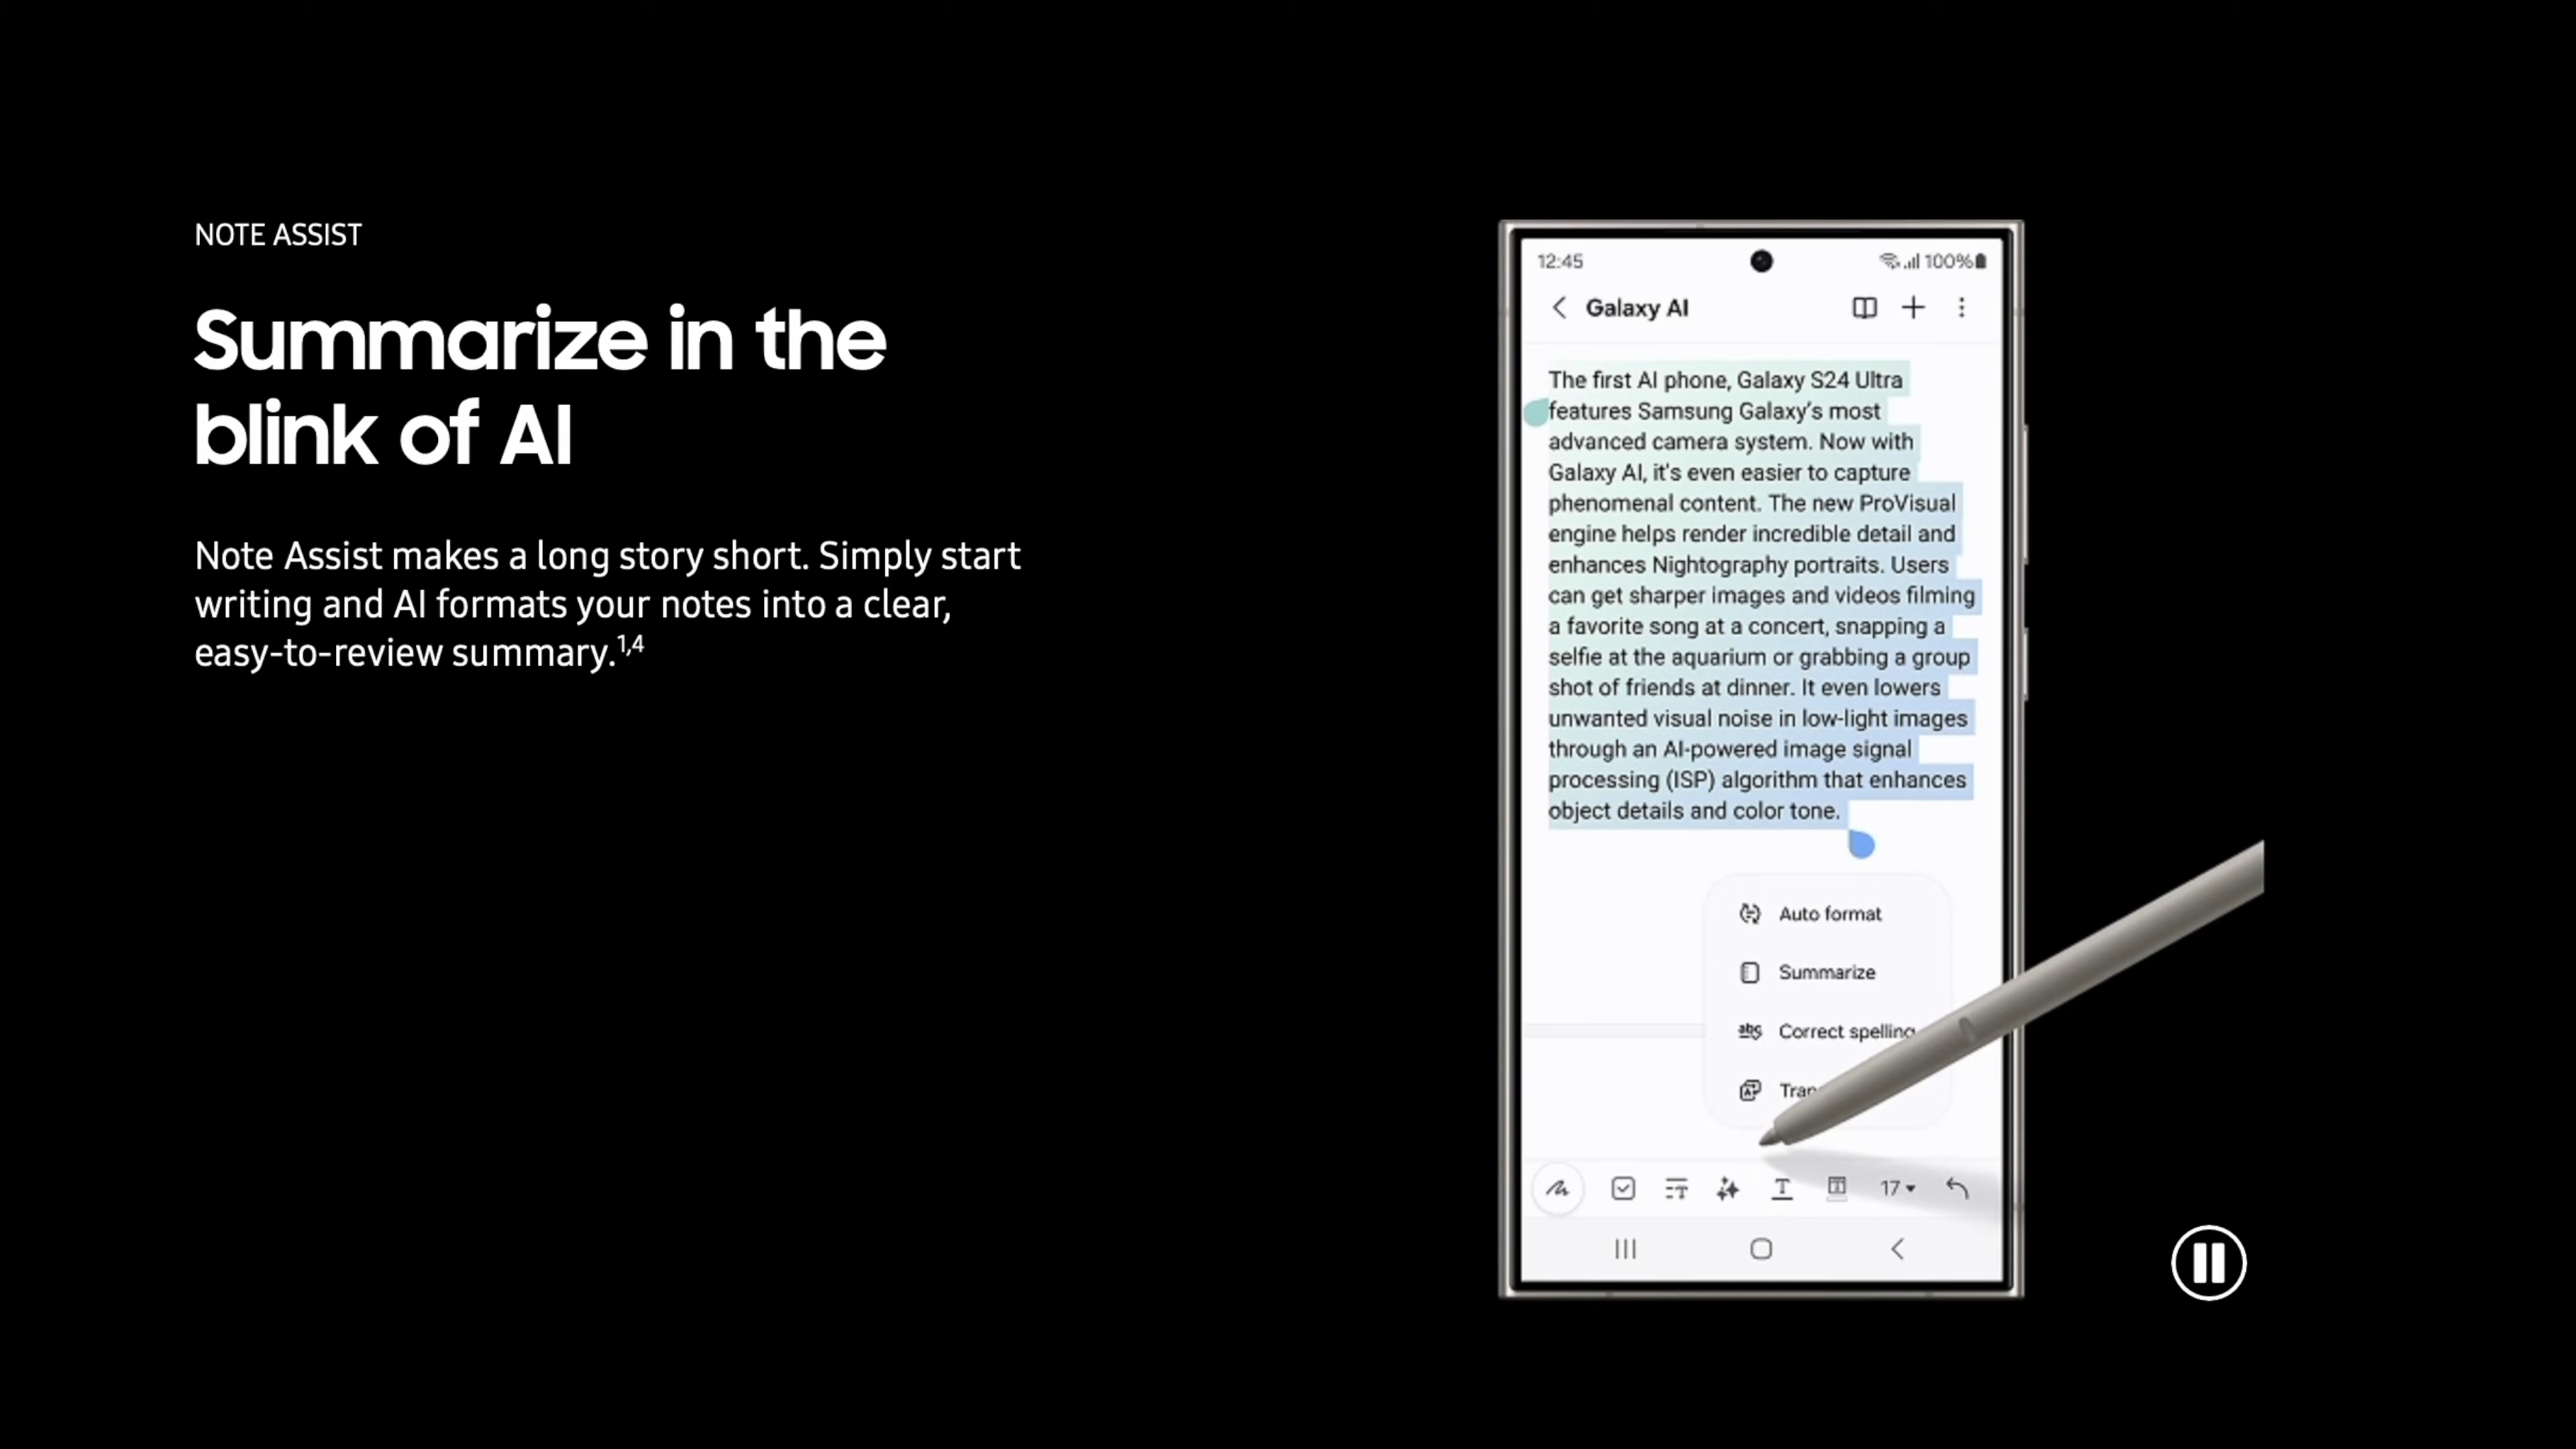 NOTE ASSIST
Summarize in the
blink of AI
Note Assist makes a long story short. Simply start
writing and AI formats your notes into a clear,
easy-to-review summary.1,4
12:45
100%
Galaxy AI
The first AI phone, Galaxy S24 Ultra
features Samsung Galaxy's most
advanced camera system. Now with
Galaxy AI, it's even easier to capture
phenomenal content. The new ProVisual
engine helps render incredible detail and
enhances Nightography portraits. Users
can get sharper images and videos filming
a favorite song at a concert, snapping a
selfie at the aquarium or grabbing a group
shot of friends at dinner. It even lowers
unwanted visual noise in low-light images
through an AI-powered image signal
processing (ISP) algorithm that enhances
object details and color tone.
Auto format
Summarize
abc Correct spelling
17